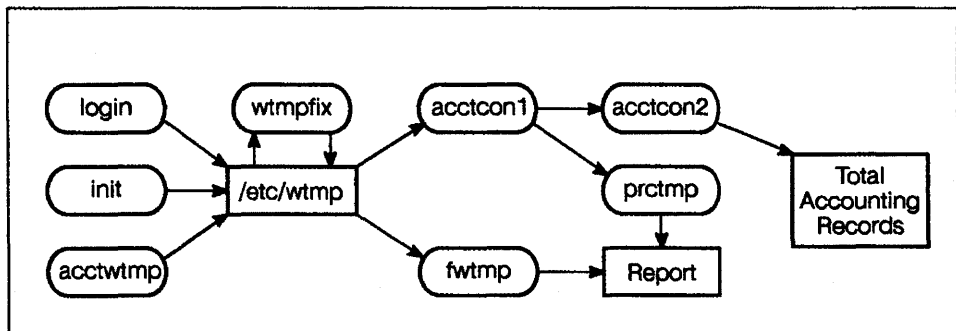 login
wtmpfix
acctcon1
acctcon2
init
/etc/wtmp
prctmp
Total
Accounting
Records
acctwtmp
fwtmp
Report